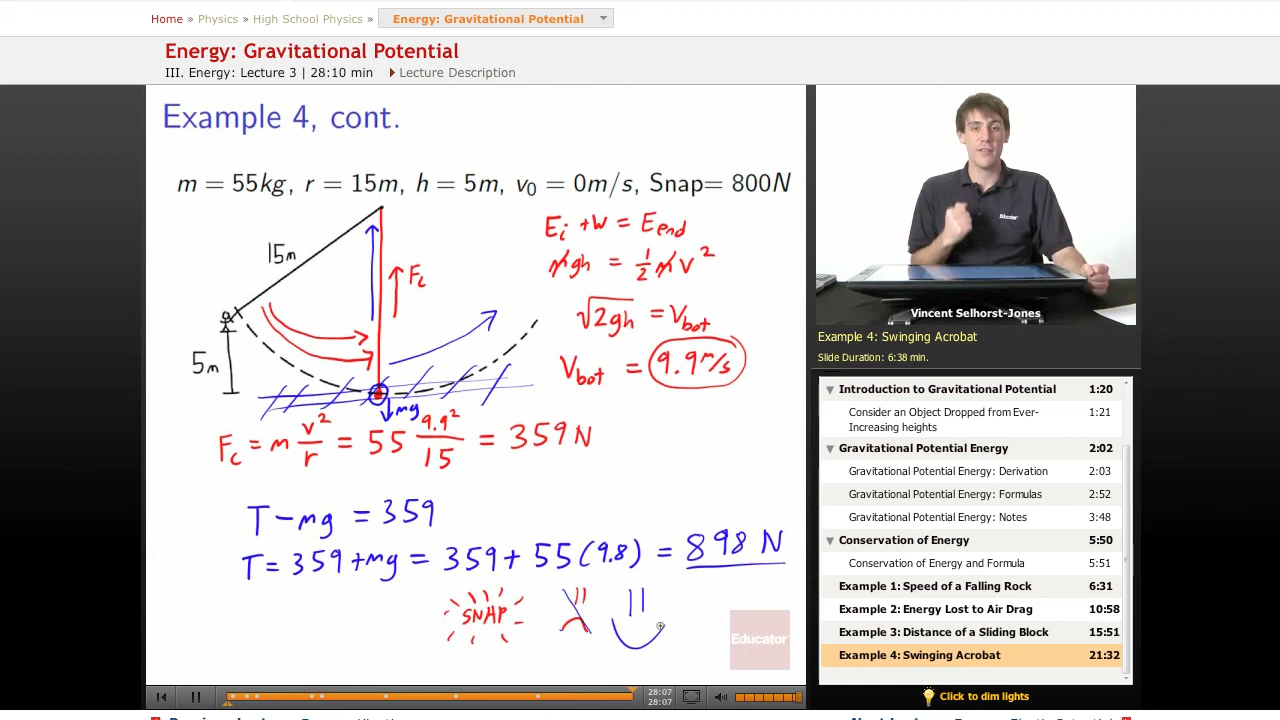 Home » Physics » High School Physics » Energy: Gravitational Potential
Energy: Gravitational Potential
III. Energy: Lecture 3 | 28:10 min Lecture Description
Example 4, cont.
m = 55kg, r = 15m, h = 5m, v₀ = 0m/s, Snap= 800N
15m
5m
F_c
mg
E_i + W = E_end
mgh = 1/2 mv²
√2gh = V_bot
V_bot = 9.9 m/s
F_c = m v²/r = 55 9.9²/15 = 359 N
T - mg = 359
T = 359 + mg = 359 + 55(9.8) = 898 N
SNAP
Educator
Educator
Vincent Selhorst-Jones
Example 4: Swinging Acrobat
Slide Duration: 6:38 min.
Introduction to Gravitational Potential 1:20
Consider an Object Dropped from Ever-
Increasing heights 1:21
Gravitational Potential Energy 2:02
Gravitational Potential Energy: Derivation 2:03
Gravitational Potential Energy: Formulas 2:52
Gravitational Potential Energy: Notes 3:48
Conservation of Energy 5:50
Conservation of Energy and Formula 5:51
Example 1: Speed of a Falling Rock 6:31
Example 2: Energy Lost to Air Drag 10:58
Example 3: Distance of a Sliding Block 15:51
Example 4: Swinging Acrobat 21:32
28:07
28:07
Click to dim lights